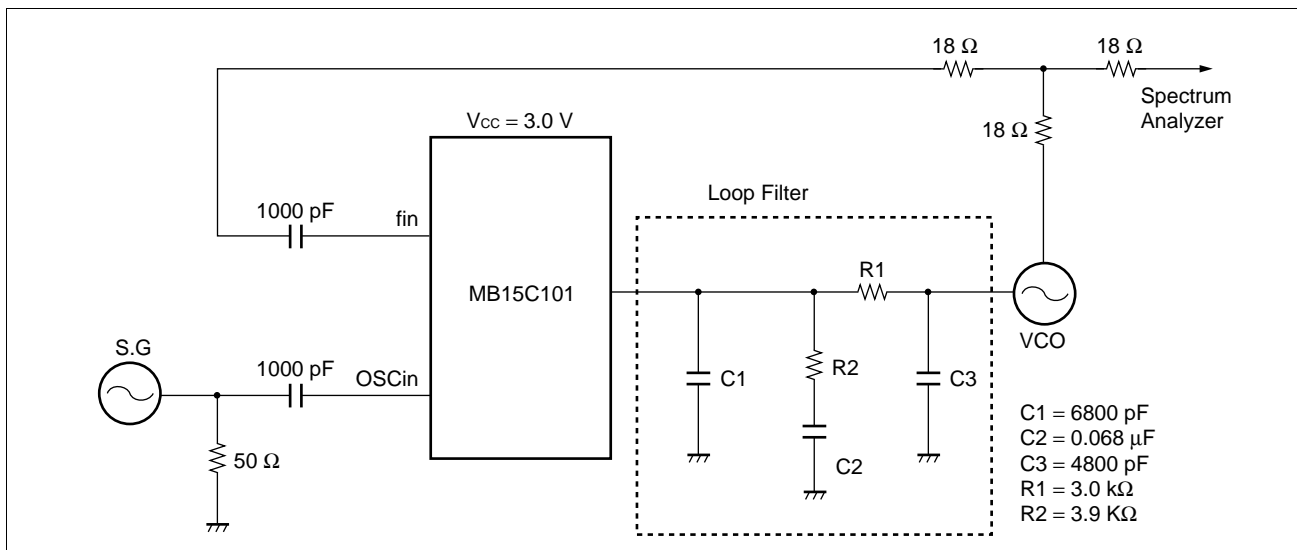 18 Ω
18 Ω
Spectrum
Analyzer
18 Ω
VCC = 3.0 V
Loop Filter
1000 pF
fin
R1
MB15C101
VCO
S.G
1000 pF
OSCin
C1
R2
C3
50 Ω
C2
C1 = 6800 pF
C2 = 0.068 µF
C3 = 4800 pF
R1 = 3.0 kΩ
R2 = 3.9 KΩ